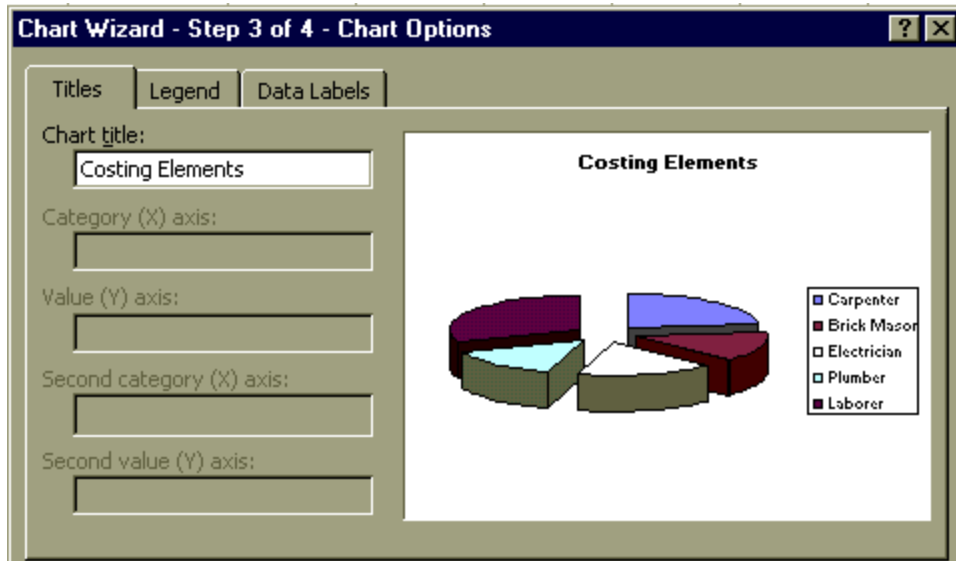 Chart Wizard - Step 3 of 4 - Chart Options
Titles
Legend
Data Labels
Chart title:
Costing Elements
Category (X) axis:
Value (Y) axis:
Second category (X) axis:
Second value (Y) axis:
Costing Elements
Carpenter
Brick Mason
Electrician
Plumber
Laborer